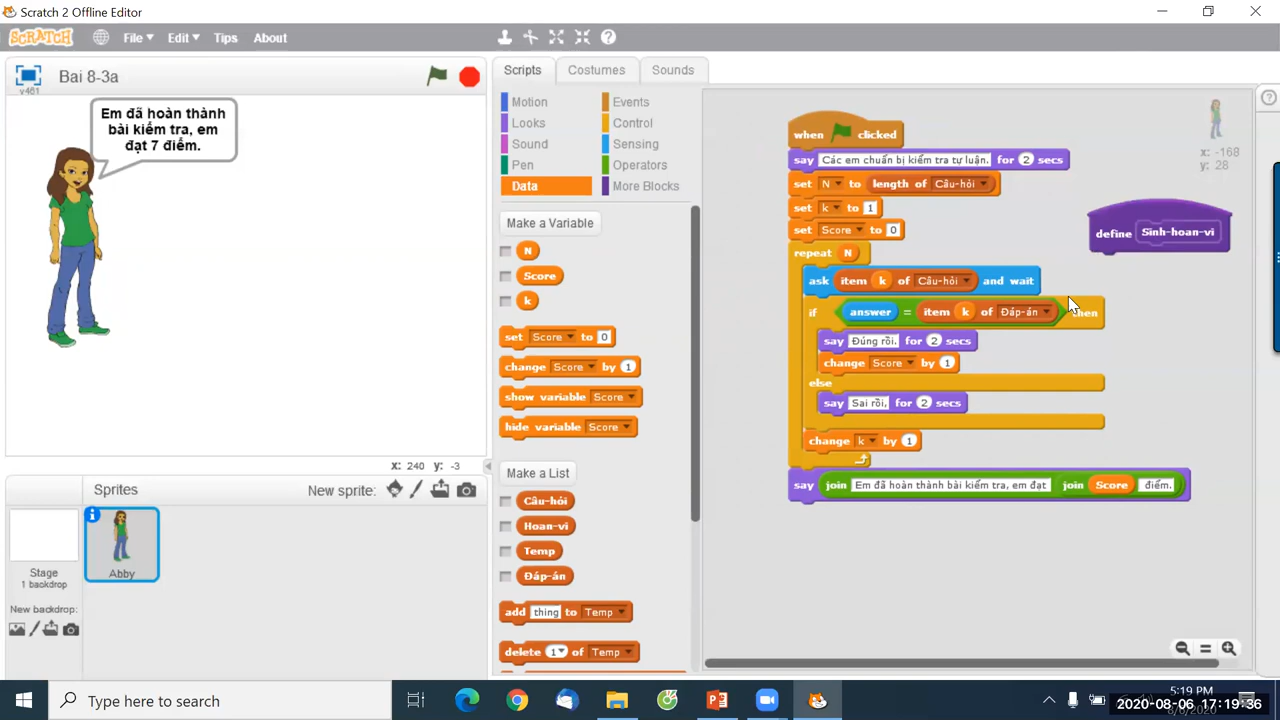 Scratch 2 Offline Editor
SCRATCH File Edit Tips About
v461 Bai 8-3a
Em đã hoàn thành
bài kiểm tra, em
đạt 7 điểm.
x: 240 y: -3
Sprites New sprite:
Stage
1 backdrop
New backdrop:
Abby
Scripts Costumes Sounds
Motion Events
Looks Control
Sound Sensing
Pen Operators
Data More Blocks
Make a Variable
N
Score
k
set Score to 0
change Score by 1
show variable Score
hide variable Score
Make a List
Câu-hỏi
Hoan-vi
Temp
Đáp-án
add thing to Temp
delete 1 of Temp
when clicked
say Các em chuẩn bị kiểm tra tự luận. for 2 secs
set N to length of Câu-hỏi
set k to 1
set Score to 0
repeat N
ask item k of Câu-hỏi and wait
if answer = item k of Đáp-án then
say Đúng rồi. for 2 secs
change Score by 1
else
say Sai rồi, for 2 secs
change k by 1
say join Em đã hoàn thành bài kiểm tra, em đạt join Score điểm.
define Sinh-hoan-vi
x: -168
y: 28
Type here to search
5:19 PM
2020-08-06 17:19:36